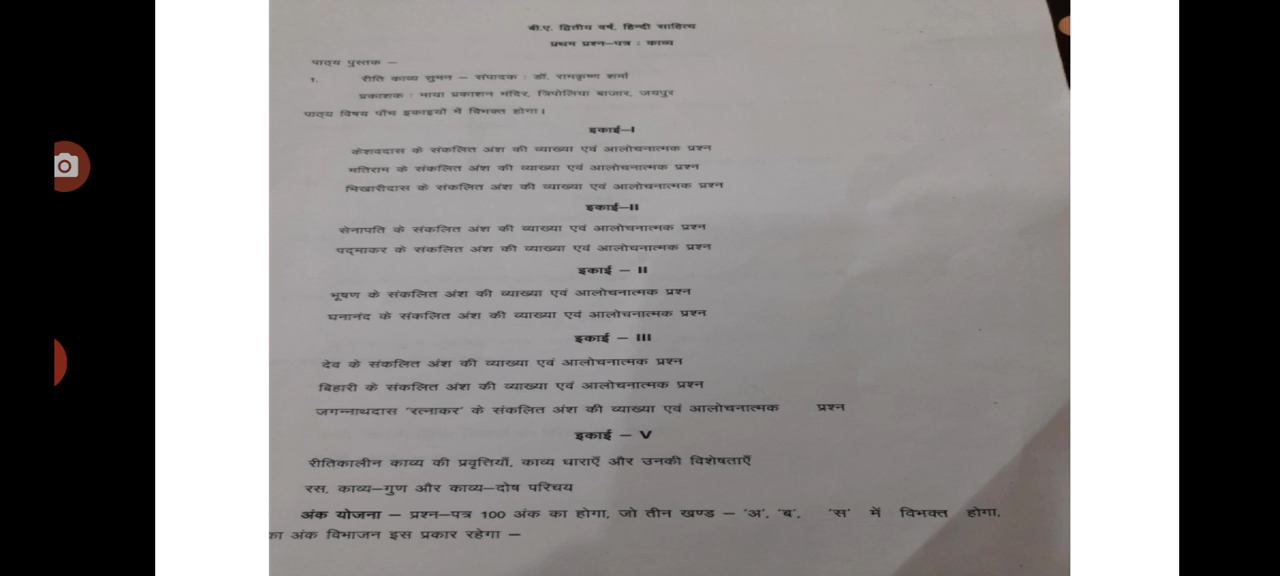 बी.ए. द्वितीय वर्ष, हिन्दी साहित्य
प्रथम प्रश्न–पत्र : काव्य
पाठ्य पुस्तक –
1. रीति काव्य सुमन – संपादक : डॉ. रामकृष्ण शर्मा
प्रकाशक : माया प्रकाशन मंदिर, त्रिपोलिया बाजार, जयपुर
पाठ्य विषय पाँच इकाइयों में विभक्त होगा।
इकाई–I
केशवदास के संकलित अंश की व्याख्या एवं आलोचनात्मक प्रश्न
मतिराम के संकलित अंश की व्याख्या एवं आलोचनात्मक प्रश्न
भिखारीदास के संकलित अंश की व्याख्या एवं आलोचनात्मक प्रश्न
इकाई–II
सेनापति के संकलित अंश की व्याख्या एवं आलोचनात्मक प्रश्न
पद्माकर के संकलित अंश की व्याख्या एवं आलोचनात्मक प्रश्न
इकाई – II
भूषण के संकलित अंश की व्याख्या एवं आलोचनात्मक प्रश्न
घनानंद के संकलित अंश की व्याख्या एवं आलोचनात्मक प्रश्न
इकाई – III
देव के संकलित अंश की व्याख्या एवं आलोचनात्मक प्रश्न
बिहारी के संकलित अंश की व्याख्या एवं आलोचनात्मक प्रश्न
जगन्नाथदास ‘रत्नाकर’ के संकलित अंश की व्याख्या एवं आलोचनात्मक प्रश्न
इकाई – V
रीतिकालीन काव्य की प्रवृत्तियाँ, काव्य धाराएँ और उनकी विशेषताएँ
रस, काव्य–गुण और काव्य–दोष परिचय
अंक योजना – प्रश्न–पत्र 100 अंक का होगा, जो तीन खण्ड – ‘अ’, ‘ब’, ‘स’ में विभक्त होगा,
का अंक विभाजन इस प्रकार रहेगा –